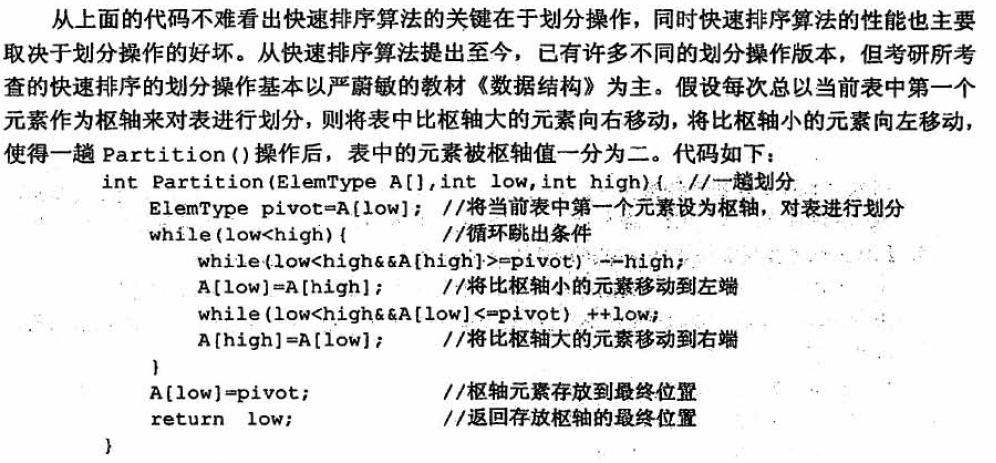 从上面的代码不难看出快速排序算法的关键在于划分操作，同时快速排序算法的性能也主要
取决于划分操作的好坏。从快速排序算法提出至今，已有许多不同的划分操作版本，但考研所考
查的快速排序的划分操作基本以严蔚敏的教材《数据结构》为主。假设每次总以当前表中第一个
元素作为枢轴来对表进行划分，则将表中比枢轴大的元素向右移动，将比枢轴小的元素向左移动，
使得一趟 Partition()操作后，表中的元素被枢轴值一分为二。代码如下：
int Partition(ElemType A[],int low,int high){ //一趟划分
ElemType pivot=A[low]; //将当前表中第一个元素设为枢轴，对表进行划分
while(low<high){ //循环跳出条件
while(low<high&&A[high]>=pivot) --high;
A[low]=A[high]; //将比枢轴小的元素移动到左端
while(low<high&&A[low]<=pivot) ++low;
A[high]=A[low]; //将比枢轴大的元素移动到右端
}
A[low]=pivot; //枢轴元素存放到最终位置
return low; //返回存放枢轴的最终位置
}